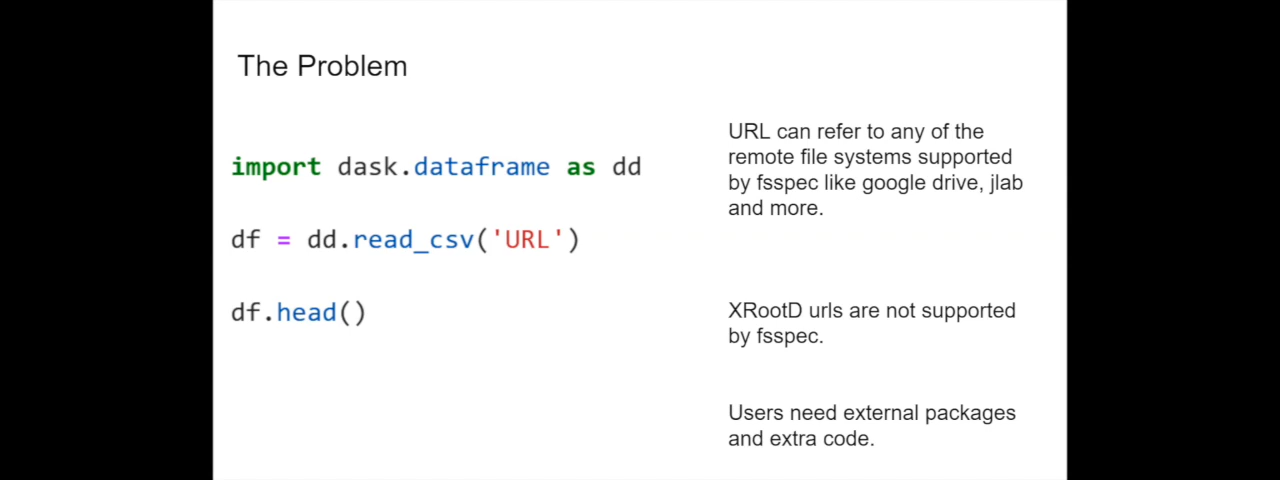 The Problem
import dask.dataframe as dd
df = dd.read_csv('URL')
df.head()
URL can refer to any of the
remote file systems supported
by fsspec like google drive, jlab
and more.
XRootD urls are not supported
by fsspec.
Users need external packages
and extra code.